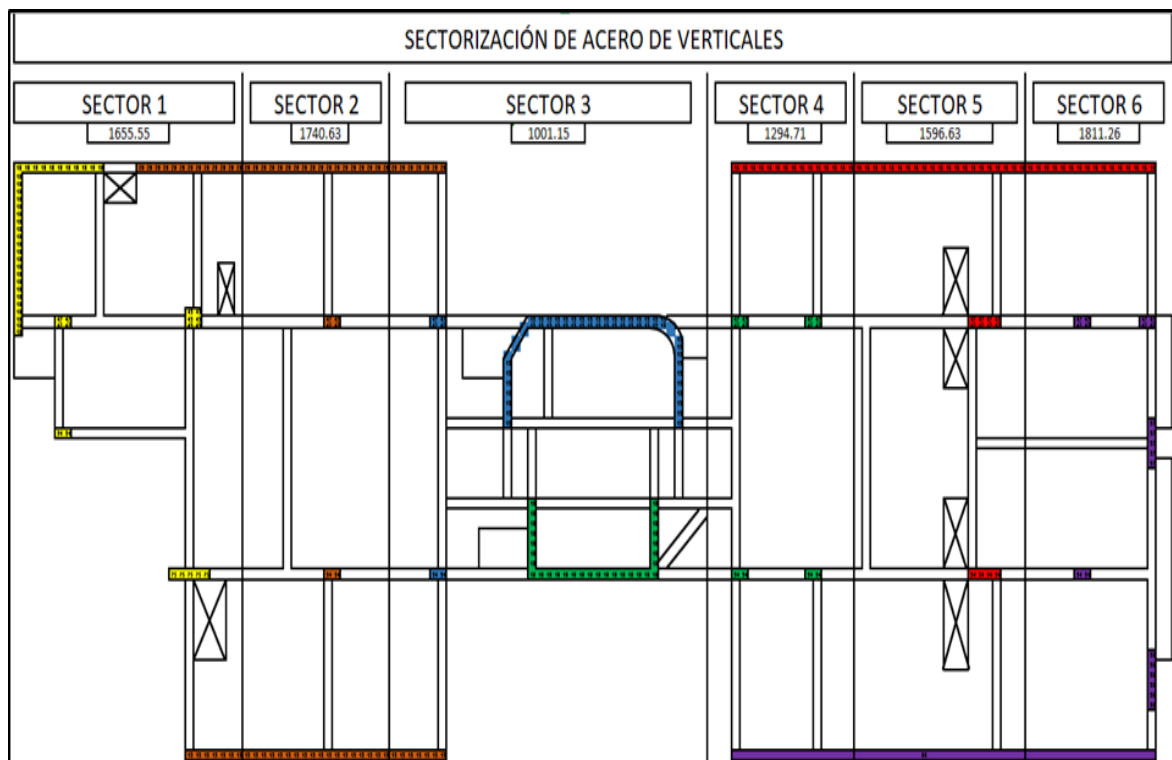 SECTORIZACIÓN DE ACERO DE VERTICALES
SECTOR 1
SECTOR 2
SECTOR 3
SECTOR 4
SECTOR 5
SECTOR 6
1655.55
1740.63
1001.15
1294.71
1596.63
1811.26